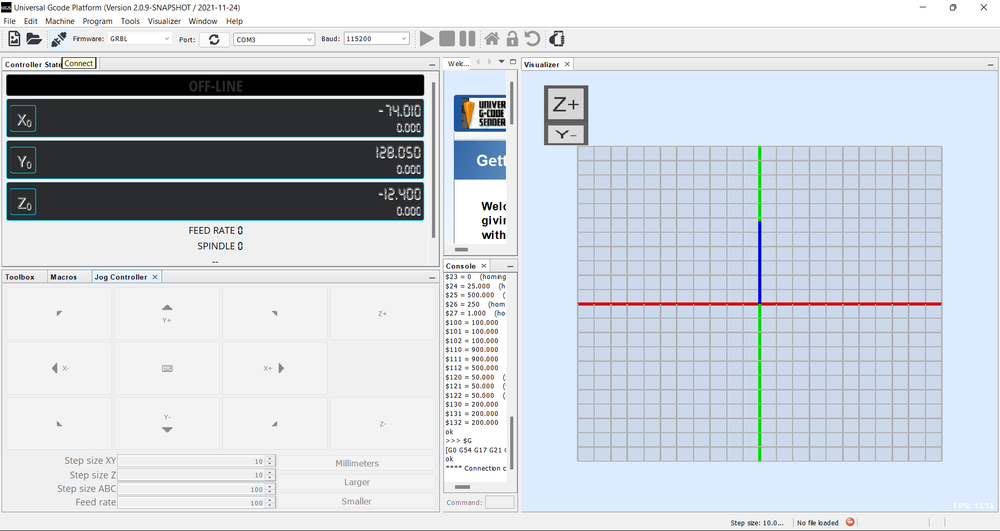 UGS Universal Gcode Platform (Version 2.0.9-SNAPSHOT / 2021-11-24)
File Edit Machine Program Tools Visualizer Window Help
Firmware: GRBL Port: COM3 Baud: 115200
Controller State Connect
OFF-LINE
X0 -74.010
0.000
Y0 128.050
0.000
Z0 -12.400
0.000
FEED RATE 0
SPINDLE 0
--
Toolbox Macros Jog Controller
Y+ Z+
X- X+
Y- Z-
Step size XY 10 Millimeters
Step size Z 10
Larger
Step size ABC 100
Feed rate 100 Smaller
Welc...
UNIVER
G-CODE
SENDER
Gett
Welc
givin
with
Console
$23 = 0 (homing
$24 = 25.000 (h
$25 = 500.000 (
$26 = 250 (hom
$27 = 1.000 (ho
$100 = 100.000
$101 = 100.000
$102 = 100.000
$110 = 900.000
$111 = 900.000
$112 = 500.000
$120 = 50.000 (
$121 = 50.000 (
$122 = 50.000 (
$130 = 200.000
$131 = 200.000
$132 = 200.000
ok
>>> $G
[G0 G54 G17 G21 G
ok
**** Connection c
Command:
Visualizer
Z+
Y-
FPS: 13.14
Step size: 10.0... No file loaded